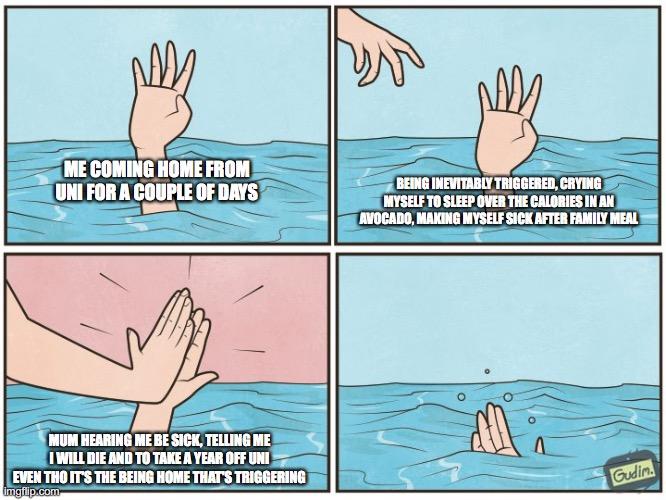 ME COMING HOME FROM
UNI FOR A COUPLE OF DAYS
BEING INEVITABLY TRIGGERED, CRYING
MYSELF TO SLEEP OVER THE CALORIES IN AN
AVOCADO, MAKING MYSELF SICK AFTER FAMILY MEAL
MUM HEARING ME BE SICK, TELLING ME
I WILL DIE AND TO TAKE A YEAR OFF UNI
EVEN THO IT'S THE BEING HOME THAT'S TRIGGERING
Gudim.
imgflip.com